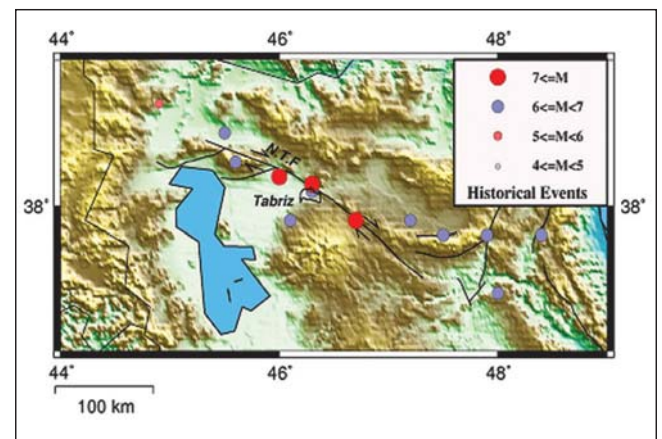 44° 46° 48°
7<=M
6<=M<7
5<=M<6
4<=M<5
Historical Events
N.T.F
Tabriz
38° 38°
44° 46° 48°
100 km